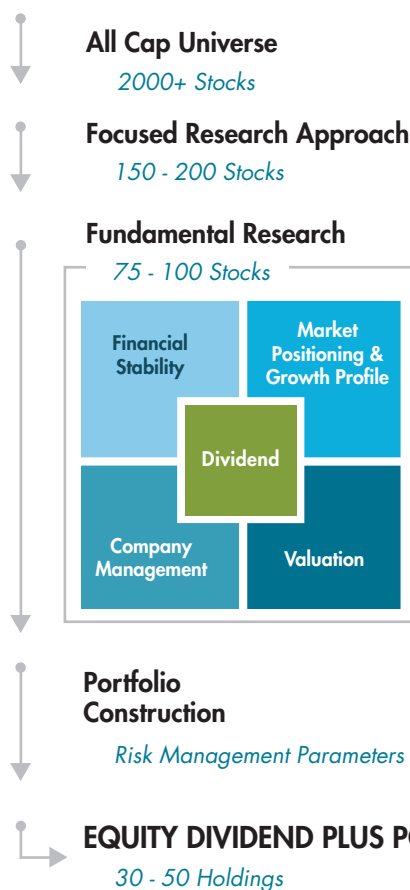 All Cap Universe
2000+ Stocks
Focused Research Approach
150 - 200 Stocks
Fundamental Research
75 - 100 Stocks
Financial
Stability
Market
Positioning &
Growth Profile
Dividend
Company
Management
Valuation
Portfolio
Construction
Risk Management Parameters
EQUITY DIVIDEND PLUS
30 - 50 Holdings